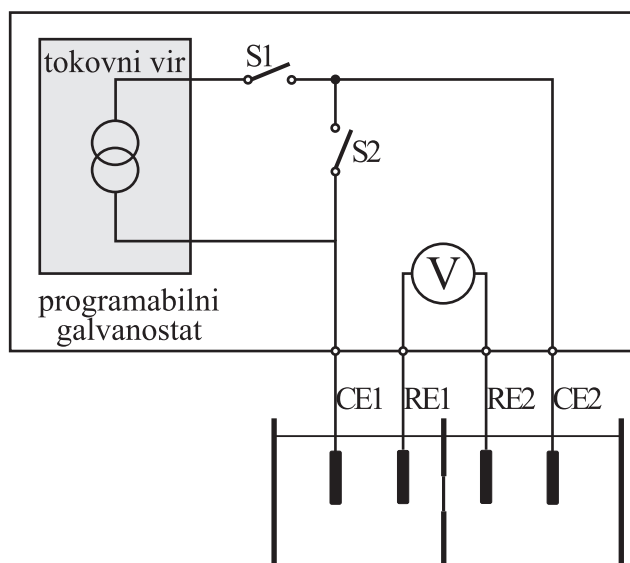 tokovni vir
S1
S2
V
programabilni
galvanostat
CE1
RE1
RE2
CE2